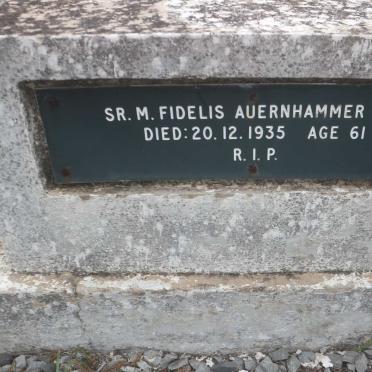 SR. M. FIDELIS AUERNHAMMER
DIED: 20. 12. 1935 AGE 61
R. I. P.